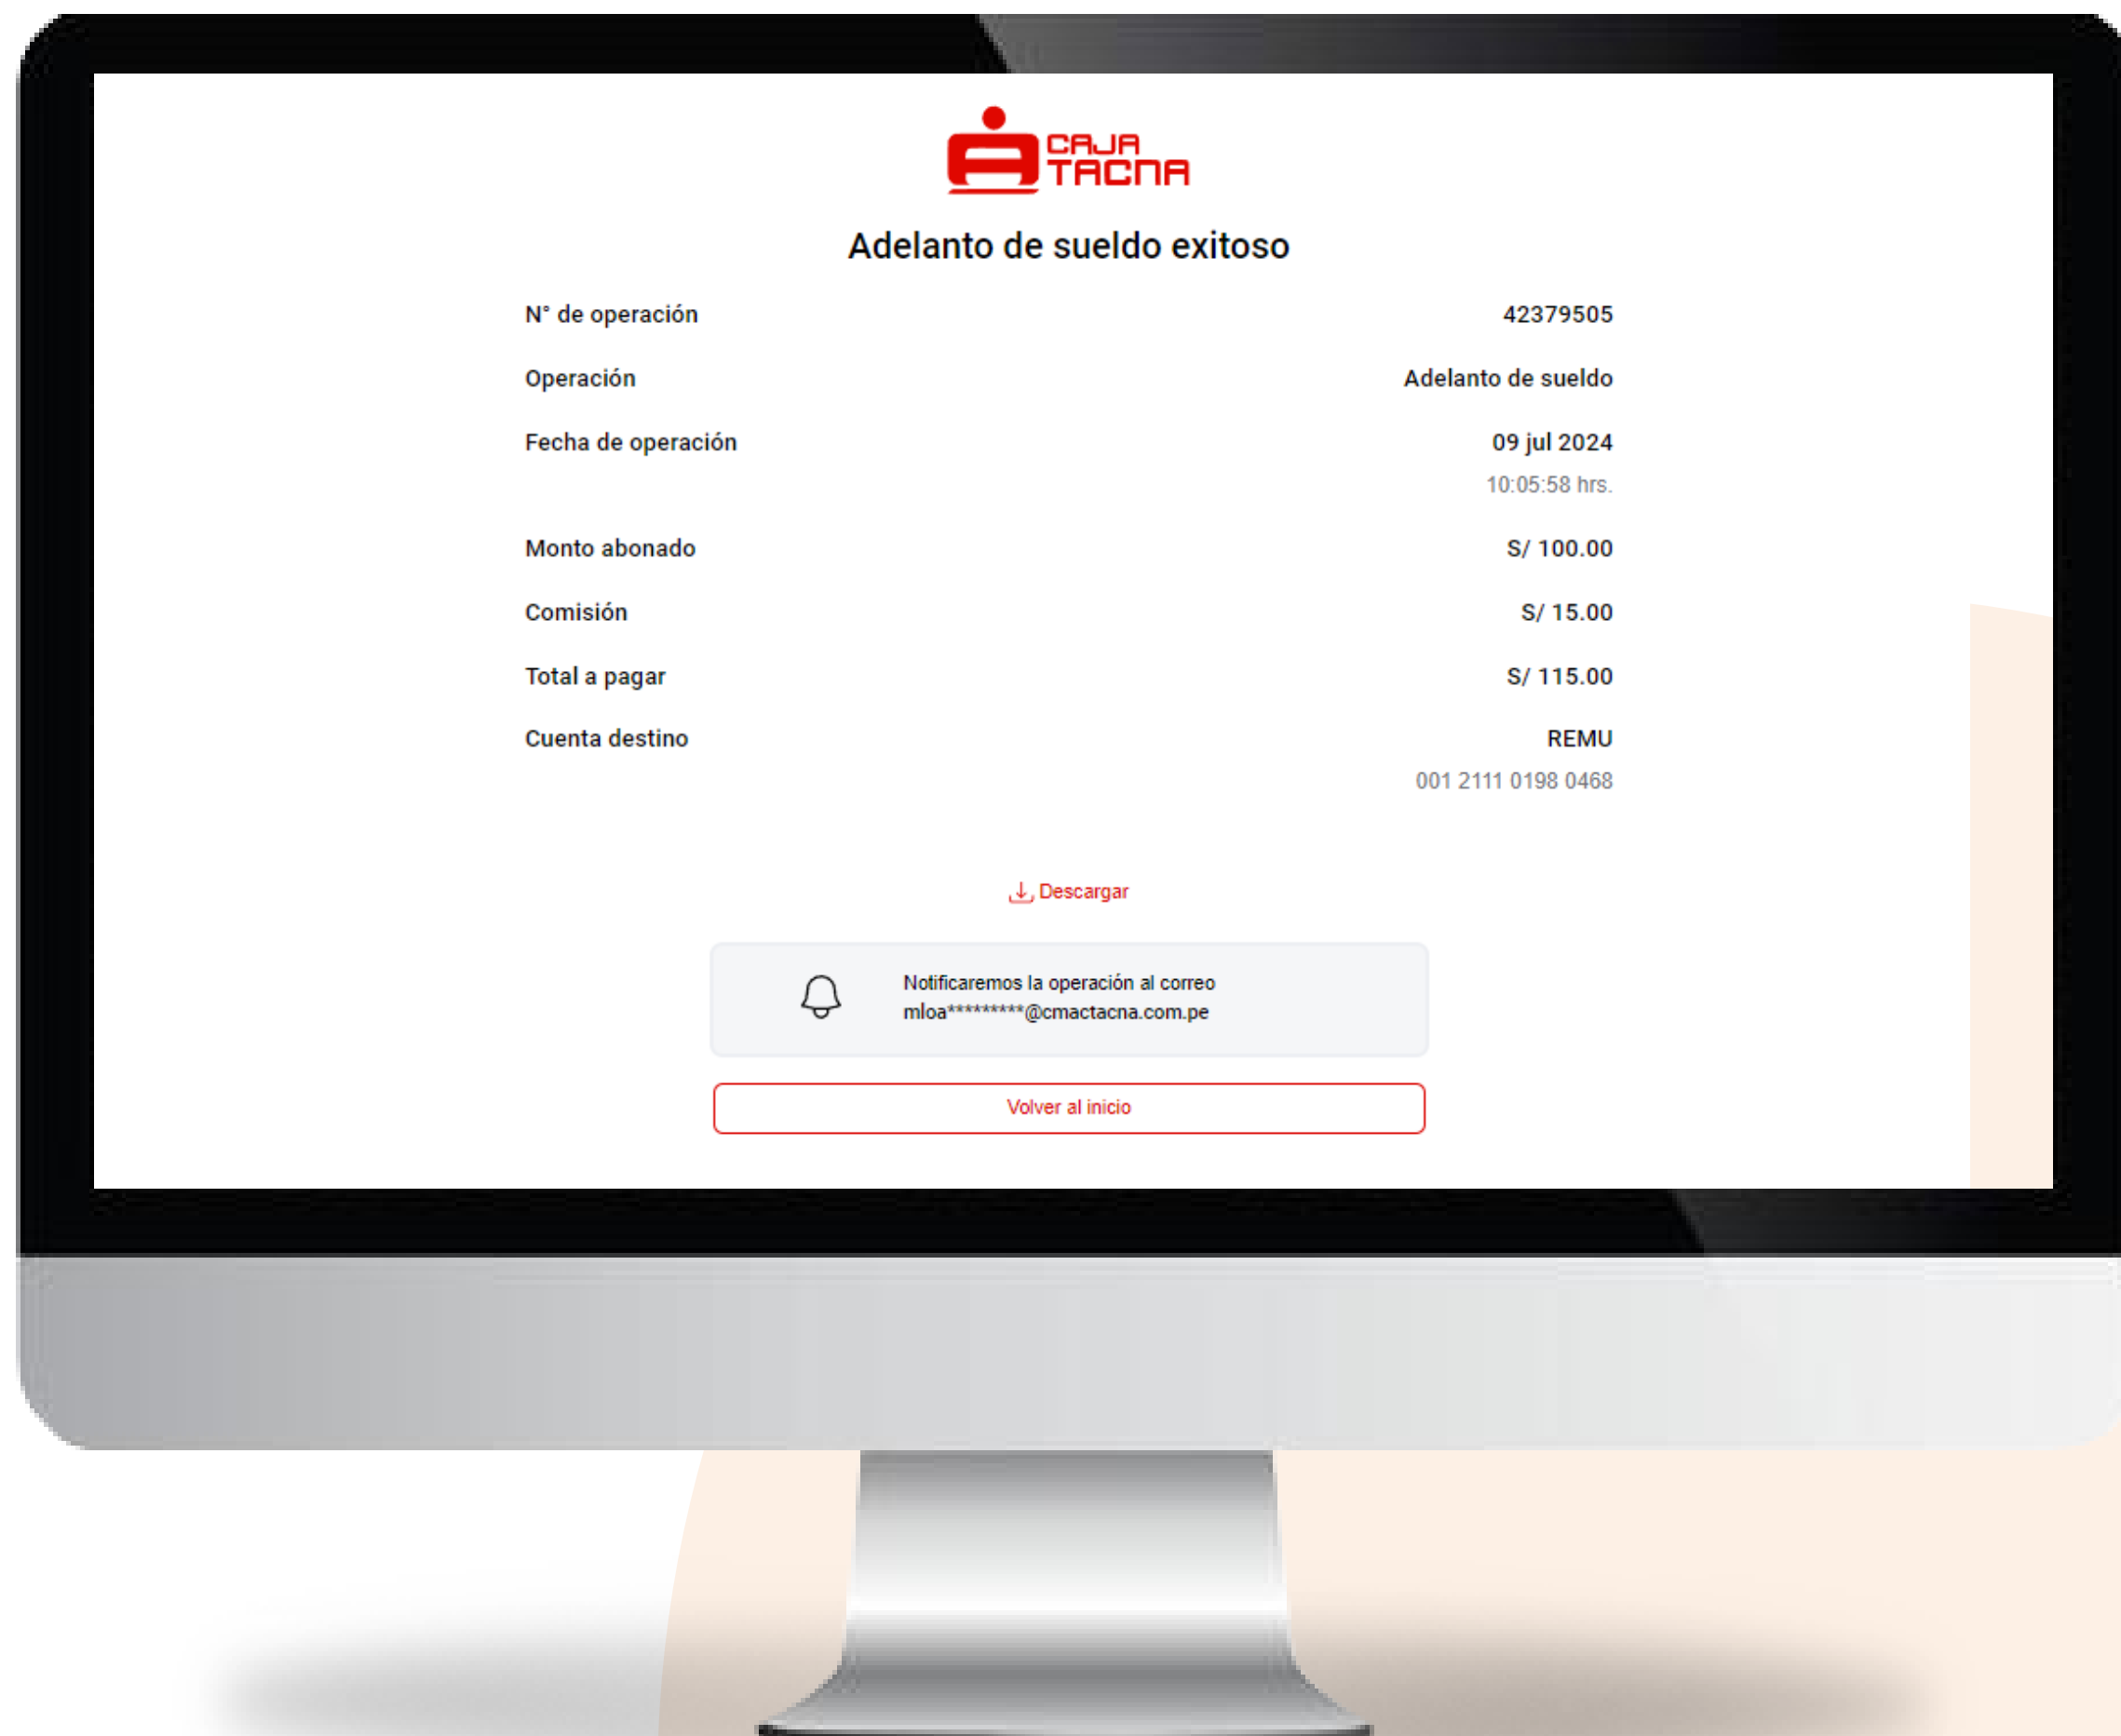 CAJA
TACNA
Adelanto de sueldo exitoso
N° de operación 42379505
Operación Adelanto de sueldo
Fecha de operación 09 jul 2024
10:05:58 hrs.
Monto abonado S/ 100.00
Comisión S/ 15.00
Total a pagar S/ 115.00
Cuenta destino REMU
001 2111 0198 0468
Descargar
Notificaremos la operación al correo
mloa*********@cmactacna.com.pe
Volver al inicio